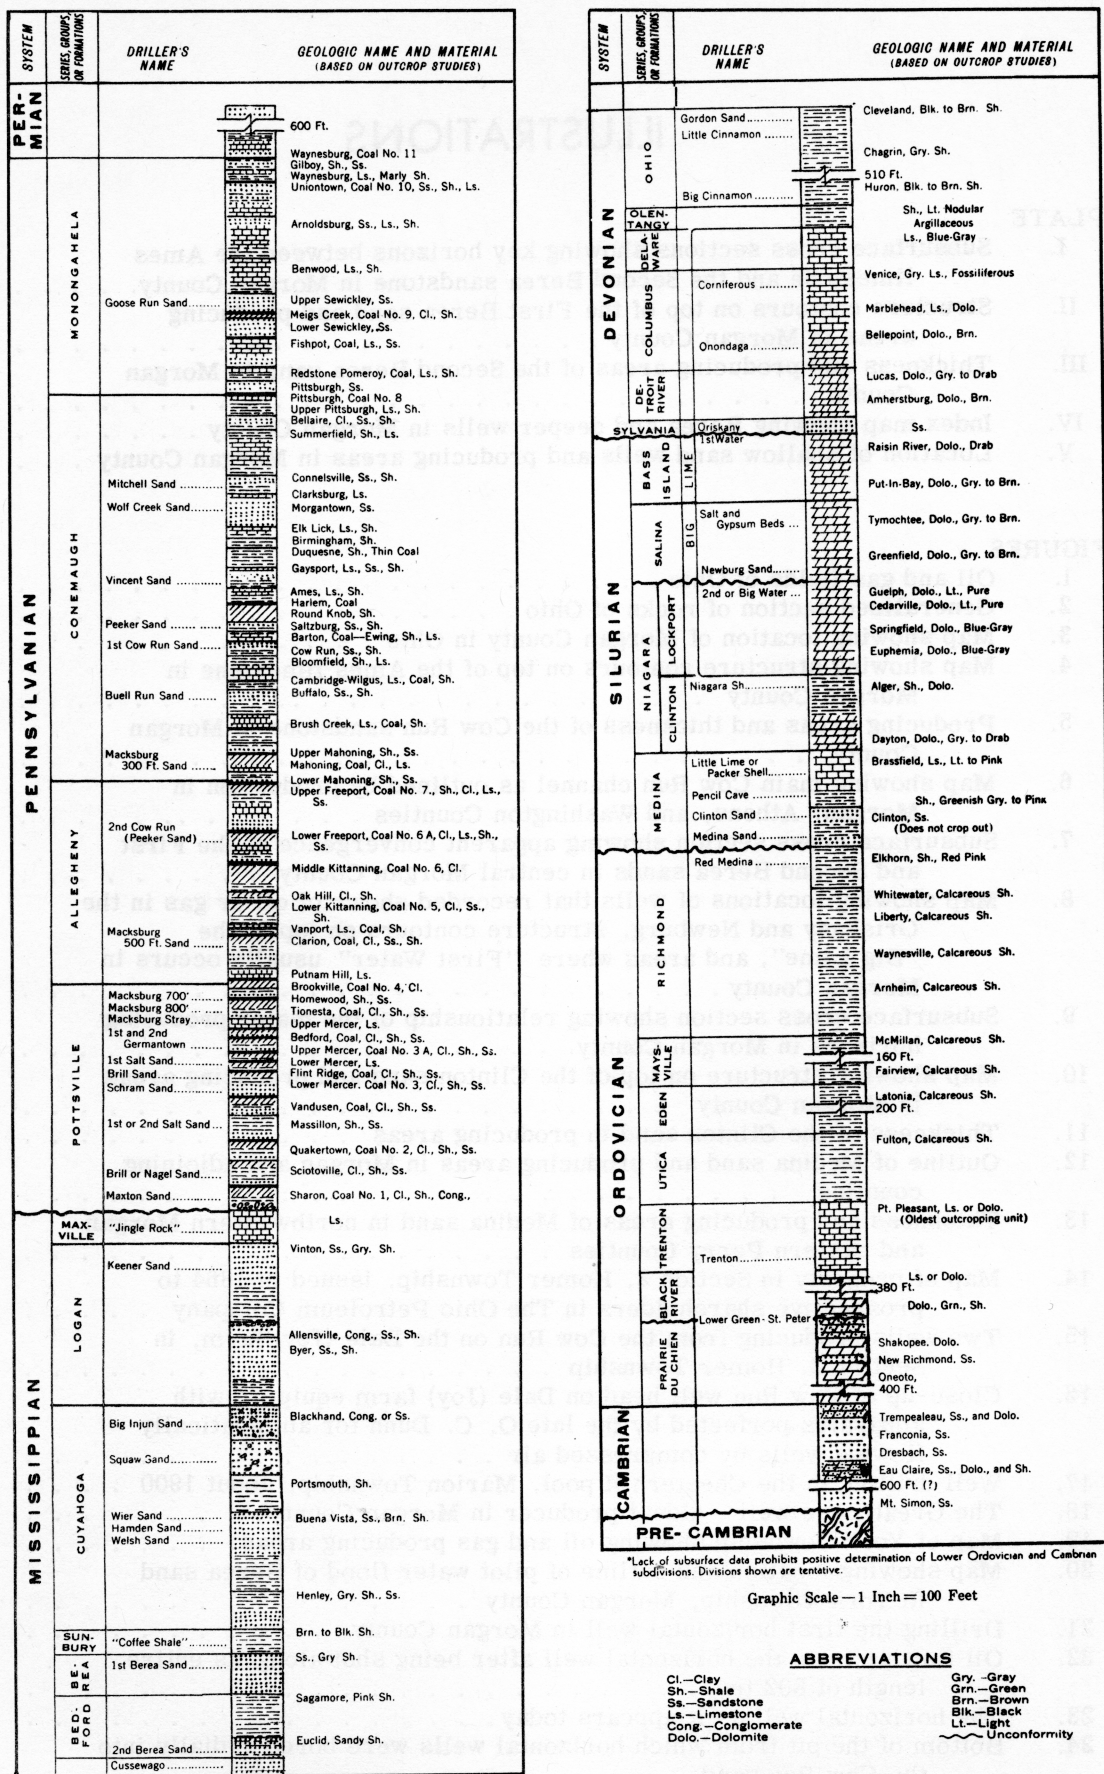 SYSTEM
SERIES, GROUPS, OR FORMATIONS
DRILLER'S NAME
GEOLOGIC NAME AND MATERIAL
(BASED ON OUTCROP STUDIES)
PER-
MIAN
600 Ft.
Waynesburg, Coal No. 11
Gilboy, Sh., Ss.
Waynesburg, Ls., Marly Sh.
Uniontown, Coal No. 10, Ss., Sh., Ls.
PENNSYLVANIAN
MONONGAHELA
Arnoldsburg, Ss., Ls., Sh.
Benwood, Ls., Sh.
Goose Run Sand
Upper Sewickley, Ss.
Meigs Creek, Coal No. 9, Cl., Sh.
Lower Sewickley, Ss.
Fishpot, Coal, Ls., Ss.
Redstone Pomeroy, Coal, Ls., Sh.
Pittsburgh, Ss.
CONEMAUGH
Pittsburgh, Coal No. 8
Upper Pittsburgh, Ls., Sh.
Bellaire, Cl., Ss., Sh.
Summerfield, Sh., Ls.
Connelsville, Ss., Sh.
Mitchell Sand
Clarksburg, Ls.
Wolf Creek Sand
Morgantown, Ss.
Elk Lick, Ls., Sh.
Birmingham, Sh.
Duquesne, Sh., Thin Coal
Gaysport, Ls., Ss., Sh.
Vincent Sand
Ames, Ls., Sh.
Harlem, Coal
Round Knob, Sh.
Peeker Sand
Saltzburg, Ss., Sh.
Barton, Coal—Ewing, Sh., Ls.
1st Cow Run Sand
Cow Run, Ss., Sh.
Bloomfield, Sh., Ls.
Cambridge-Wilgus, Ls., Coal, Sh.
Buell Run Sand
Buffalo, Ss., Sh.
Brush Creek, Ls., Coal, Sh.
Macksburg
300 Ft. Sand
Upper Mahoning, Sh., Ss.
Mahoning, Coal, Cl., Ls.
Lower Mahoning, Sh., Ss.
ALLEGHENY
Upper Freeport, Coal No. 7., Sh., Cl., Ls.,
Ss.
2nd Cow Run
(Peeker Sand)
Lower Freeport, Coal No. 6 A, Cl., Ls., Sh.,
Ss.
Middle Kittanning, Coal No. 6, Cl.
Oak Hill, Cl., Sh.
Lower Kittanning, Coal No. 5, Cl., Ss.,
Sh.
Macksburg
500 Ft. Sand
Vanport, Ls., Coal, Sh.
Clarion, Coal, Cl., Ss., Sh.
Putnam Hill, Ls.
Brookville, Coal No. 4, Cl.
POTTSVILLE
Macksburg 700'
Homewood, Sh., Ss.
Macksburg 800'
Tionesta, Coal, Cl., Sh., Ss.
Macksburg Stray
Upper Mercer, Ls.
1st and 2nd
Germantown
Bedford, Coal, Cl., Sh., Ss.
Upper Mercer, Coal No. 3 A, Cl., Sh., Ss.
1st Salt Sand
Lower Mercer, Ls.
Brill Sand
Flint Ridge, Coal, Cl., Sh., Ss.
Schram Sand
Lower Mercer. Coal No. 3, Cl., Sh., Ss.
Vandusen, Coal, Cl., Sh., Ss.
1st or 2nd Salt Sand
Massillon, Sh., Ss.
Quakertown, Coal No. 2, Cl., Sh., Ss.
Brill or Nagel Sand
Sciotoville, Cl., Sh., Ss.
Maxton Sand
Sharon, Coal No. 1, Cl., Sh., Cong.,
MISSISSIPPIAN
MAX-
VILLE
"Jingle Rock"
Ls.
LOGAN
Vinton, Ss., Gry. Sh.
Keener Sand
Allensville, Cong., Ss., Sh.
Byer, Ss., Sh.
CUYAHOGA
Big Injun Sand
Blackhand, Cong. or Ss.
Squaw Sand
Portsmouth, Sh.
Wier Sand
Hamden Sand
Welsh Sand
Buena Vista, Ss., Brn. Sh.
Henley, Gry. Sh., Ss.
SUN-
BURY
"Coffee Shale"
Brn. to Blk. Sh.
BE-
REA
1st Berea Sand
Ss., Gry Sh.
BED-
FORD
Sagamore, Pink Sh.
Euclid, Sandy Sh.
2nd Berea Sand
Cussewago
SYSTEM
SERIES, GROUPS, OR FORMATIONS
DRILLER'S NAME
GEOLOGIC NAME AND MATERIAL
(BASED ON OUTCROP STUDIES)
DEVONIAN
OHIO
Gordon Sand
Little Cinnamon
Cleveland, Blk. to Brn. Sh.
Chagrin, Gry. Sh.
510 Ft.
Big Cinnamon
Huron, Blk. to Brn. Sh.
OLEN-
TANGY
Sh., Lt. Nodular
Argillaceous
DELA-
WARE
Ls., Blue-Gray
COLUMBUS
Corniferous
Venice, Gry. Ls., Fossiliferous
Marblehead, Ls., Dolo.
Onondaga
Bellepoint, Dolo., Brn.
DE-
TROIT
RIVER
Lucas, Dolo., Gry. to Drab
Amherstburg, Dolo., Brn.
SYLVANIA
Oriskany
Ss.
SILURIAN
BASS
ISLAND
BIG LIME
1st Water
Raisin River, Dolo., Drab
Put-In-Bay, Dolo., Gry. to Brn.
SALINA
Salt and
Gypsum Beds
Tymochtee, Dolo., Gry. to Brn.
Greenfield, Dolo., Gry. to Brn.
Newburg Sand
NIAGARA
LOCKPORT
2nd or Big Water
Guelph, Dolo., Lt., Pure
Cedarville, Dolo., Lt., Pure
Springfield, Dolo., Blue-Gray
Euphemia, Dolo., Blue-Gray
CLINTON
Niagara Sh.
Alger, Sh., Dolo.
Dayton, Dolo., Gry. to Drab
MEDINA
Little Lime or
Packer Shell
Brassfield, Ls., Lt. to Pink
Pencil Cave
Sh., Greenish Gry. to Pink
Clinton Sand
Clinton, Ss.
(Does not crop out)
Medina Sand
ORDOVICIAN
RICHMOND
Red Medina
Elkhorn, Sh., Red Pink
Whitewater, Calcareous Sh.
Liberty, Calcareous Sh.
Waynesville, Calcareous Sh.
Arnheim, Calcareous Sh.
MAYS-
VILLE
McMillan, Calcareous Sh.
160 Ft.
Fairview, Calcareous Sh.
EDEN
Latonia, Calcareous Sh.
200 Ft.
UTICA
Fulton, Calcareous Sh.
TRENTON
Pt. Pleasant, Ls. or Dolo.
(Oldest outcropping unit)
Trenton
BLACK
RIVER
Ls. or Dolo.
380 Ft.
Dolo., Grn., Sh.
Lower Green - St. Peter
PRAIRIE
DU CHIEN
Shakopee. Dolo.
New Richmond, Ss.
Oneoto,
400 Ft.
CAMBRIAN
Trempealeau, Ss., and Dolo.
Franconia, Ss.
Dresbach, Ss.
Eau Claire, Ss., Dolo., and Sh.
600 Ft. (?)
Mt. Simon, Ss.
PRE- CAMBRIAN
*Lack of subsurface data prohibits positive determination of Lower Ordovician and Cambrian
subdivisions. Divisions shown are tentative.
Graphic Scale—1 Inch = 100 Feet
ABBREVIATIONS
Cl.—Clay
Sh.—Shale
Ss.—Sandstone
Ls.—Limestone
Cong.—Conglomerate
Dolo.—Dolomite
Gry.-Gray
Grn.—Green
Brn.—Brown
Blk.—Black
Lt.—Light
—Unconformity